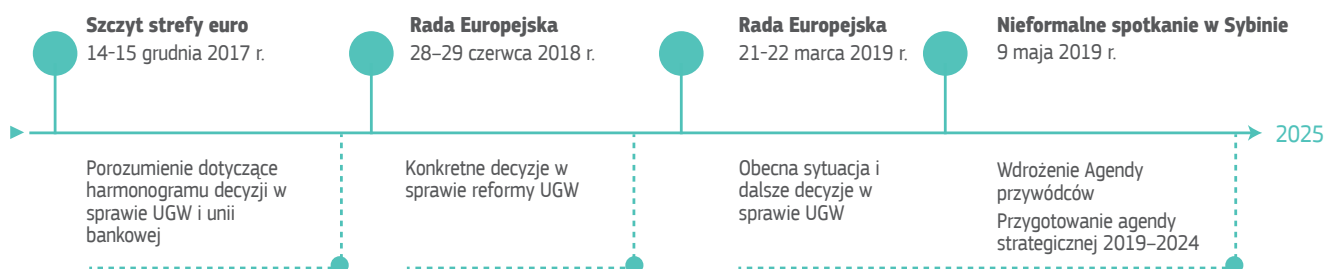 Szczyt strefy euro
14-15 grudnia 2017 r.
Rada Europejska
28–29 czerwca 2018 r.
Rada Europejska
21-22 marca 2019 r.
Nieformalne spotkanie w Sybinie
9 maja 2019 r.
2025
Porozumienie dotyczące
harmonogramu decyzji w
sprawie UGW i unii
bankowej
Konkretne decyzje w
sprawie reformy UGW
Obecna sytuacja i
dalsze decyzje w
sprawie UGW
Wdrożenie Agendy
przywódców
Przygotowanie agendy
strategicznej 2019–2024